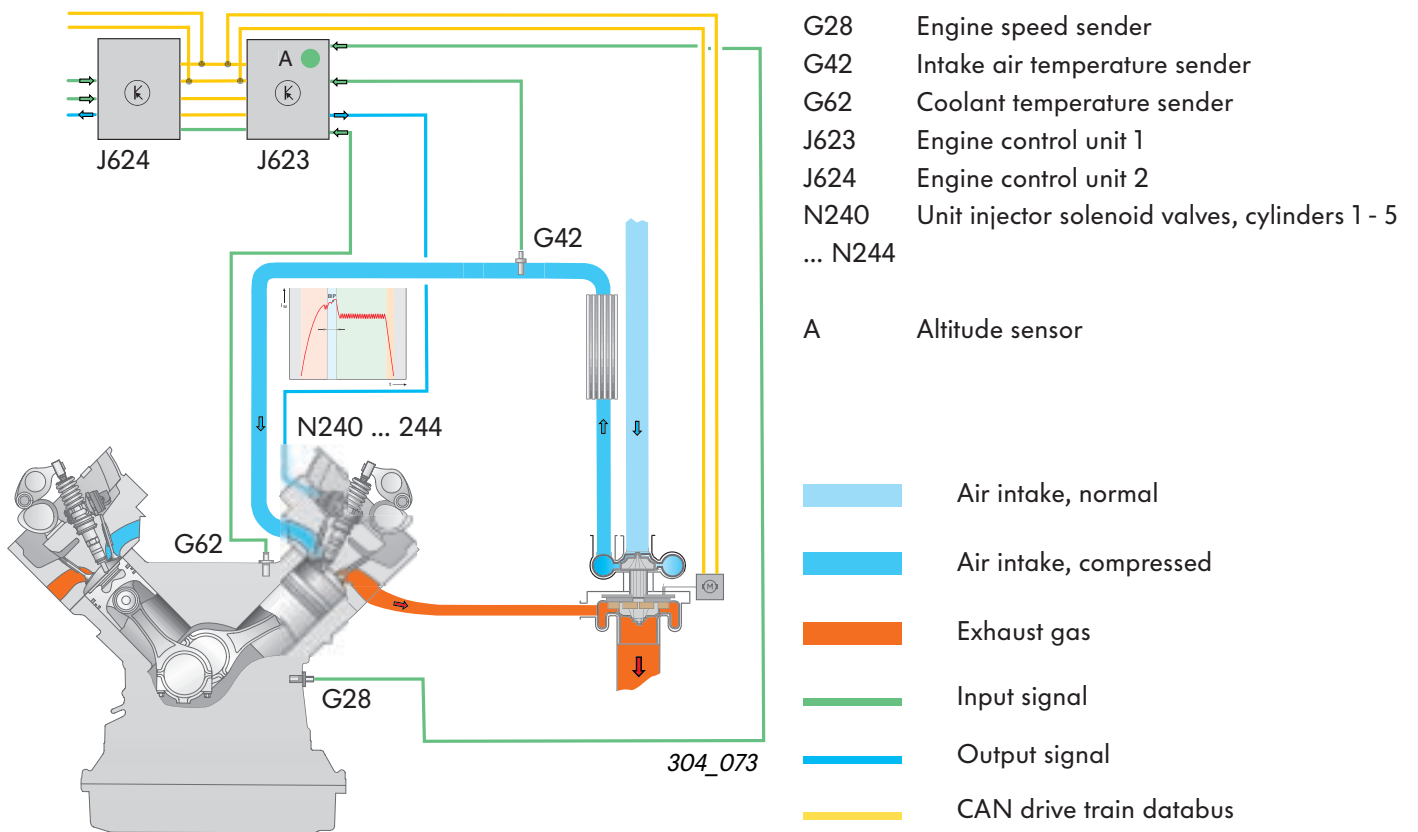 A
J624
J623
G42
BIP
t
N240 ... 244
G62
M
G28
304_073
G28 Engine speed sender
G42 Intake air temperature sender
G62 Coolant temperature sender
J623 Engine control unit 1
J624 Engine control unit 2
N240 Unit injector solenoid valves, cylinders 1 - 5
... N244
A Altitude sensor
Air intake, normal
Air intake, compressed
Exhaust gas
Input signal
Output signal
CAN drive train databus